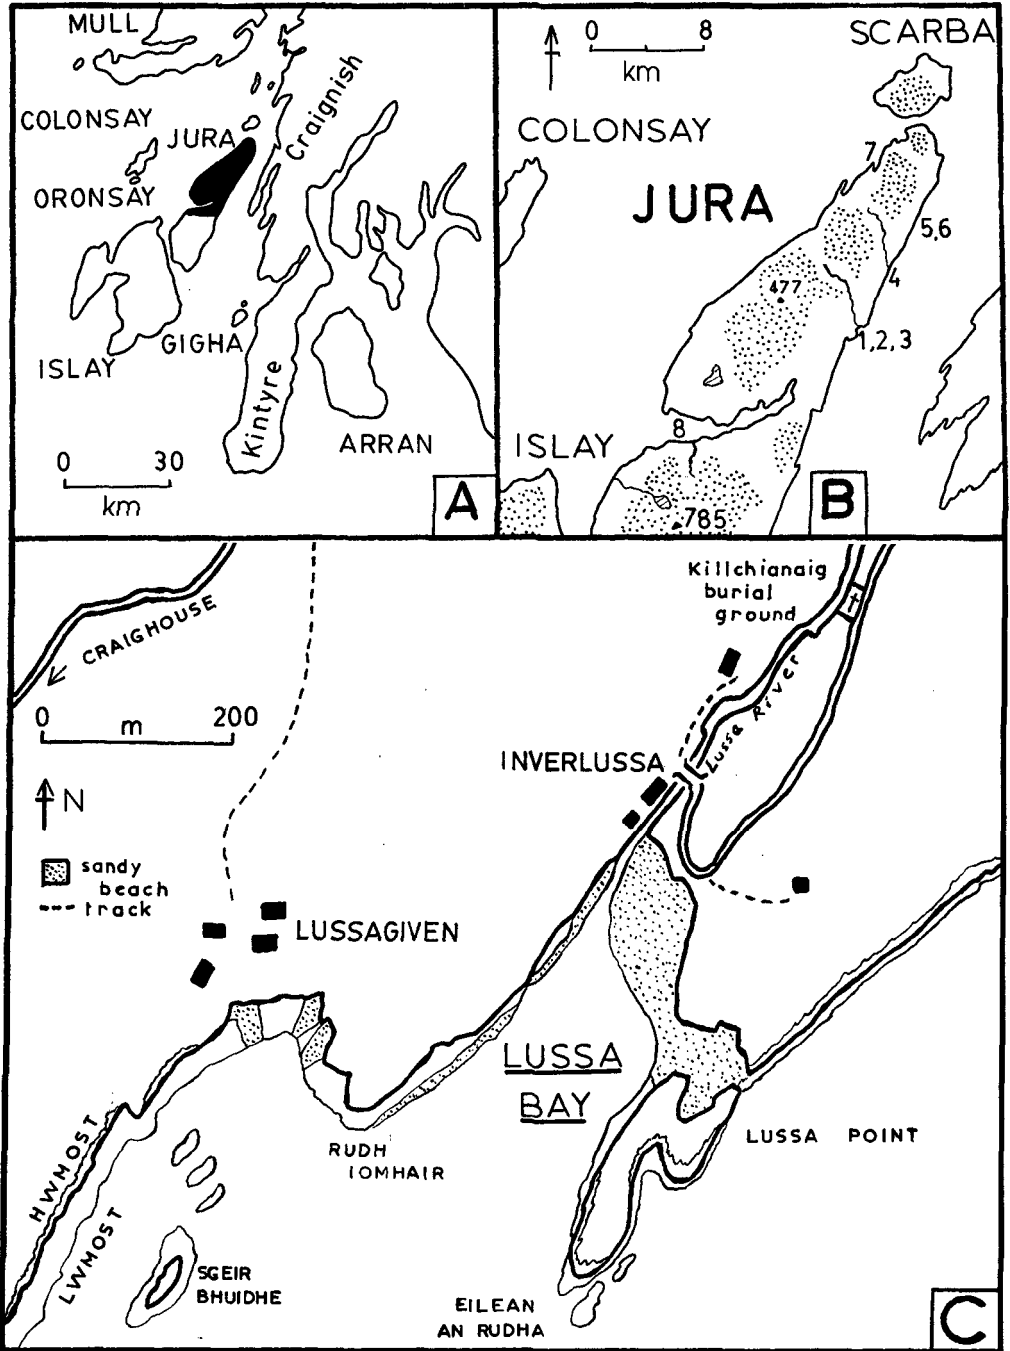 MULL
COLONSAY
JURA
Craignish
ORONSAY
GIGHA
ISLAY
Kintyre
ARRAN
0 30
km
A
0 8
km
SCARBA
COLONSAY
JURA
7
5,6
4
477
1,2,3
8
ISLAY
785
B
CRAIGHOUSE
0 m 200
N
sandy
beach
track
Killchianaig
burial
ground
Lussa River
INVERLUSSA
LUSSAGIVEN
LUSSA
BAY
LUSSA POINT
RUDH
IOMHAIR
HWMOST
LWMOST
SGEIR
BHUIDHE
EILEAN
AN RUDHA
C